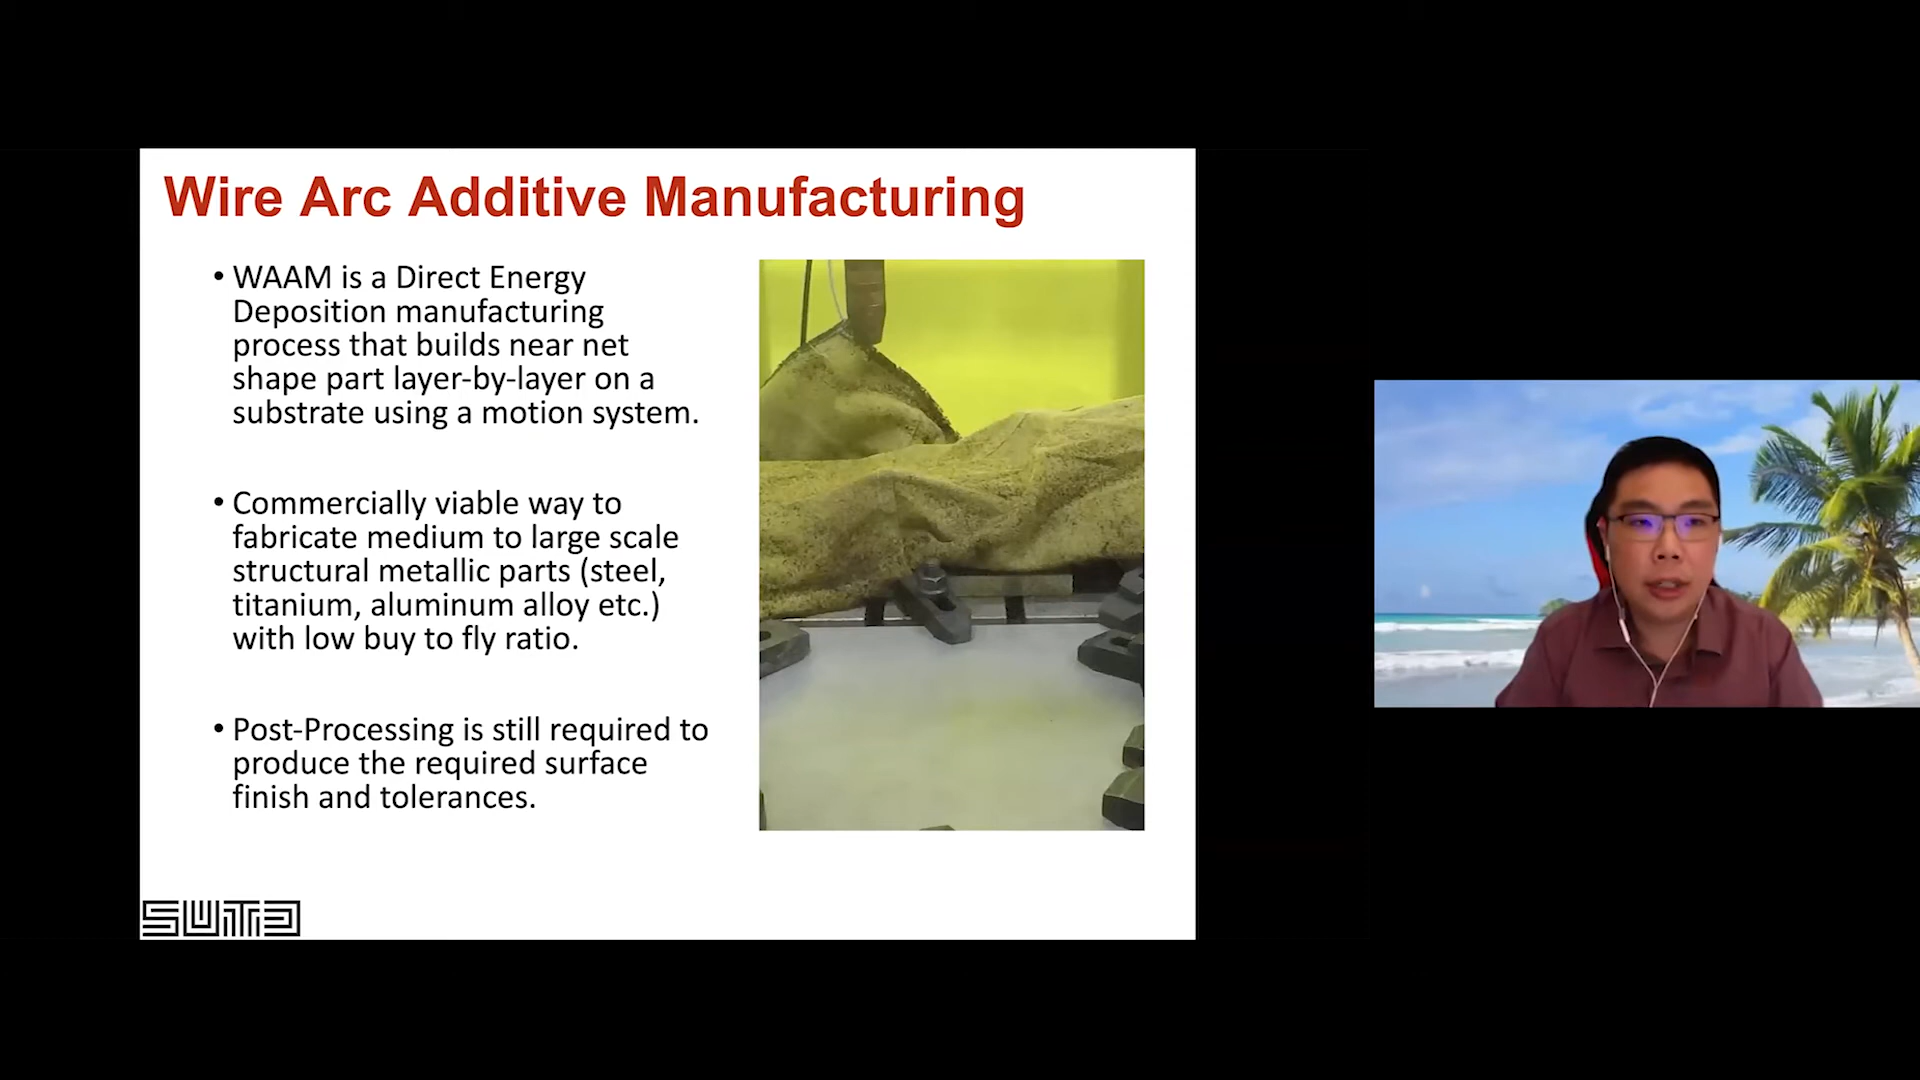 Wire Arc Additive Manufacturing
• WAAM is a Direct Energy
Deposition manufacturing
process that builds near net
shape part layer-by-layer on a
substrate using a motion system.
• Commercially viable way to
fabricate medium to large scale
structural metallic parts (steel,
titanium, aluminum alloy etc.)
with low buy to fly ratio.
• Post-Processing is still required to
produce the required surface
finish and tolerances.
SUTD